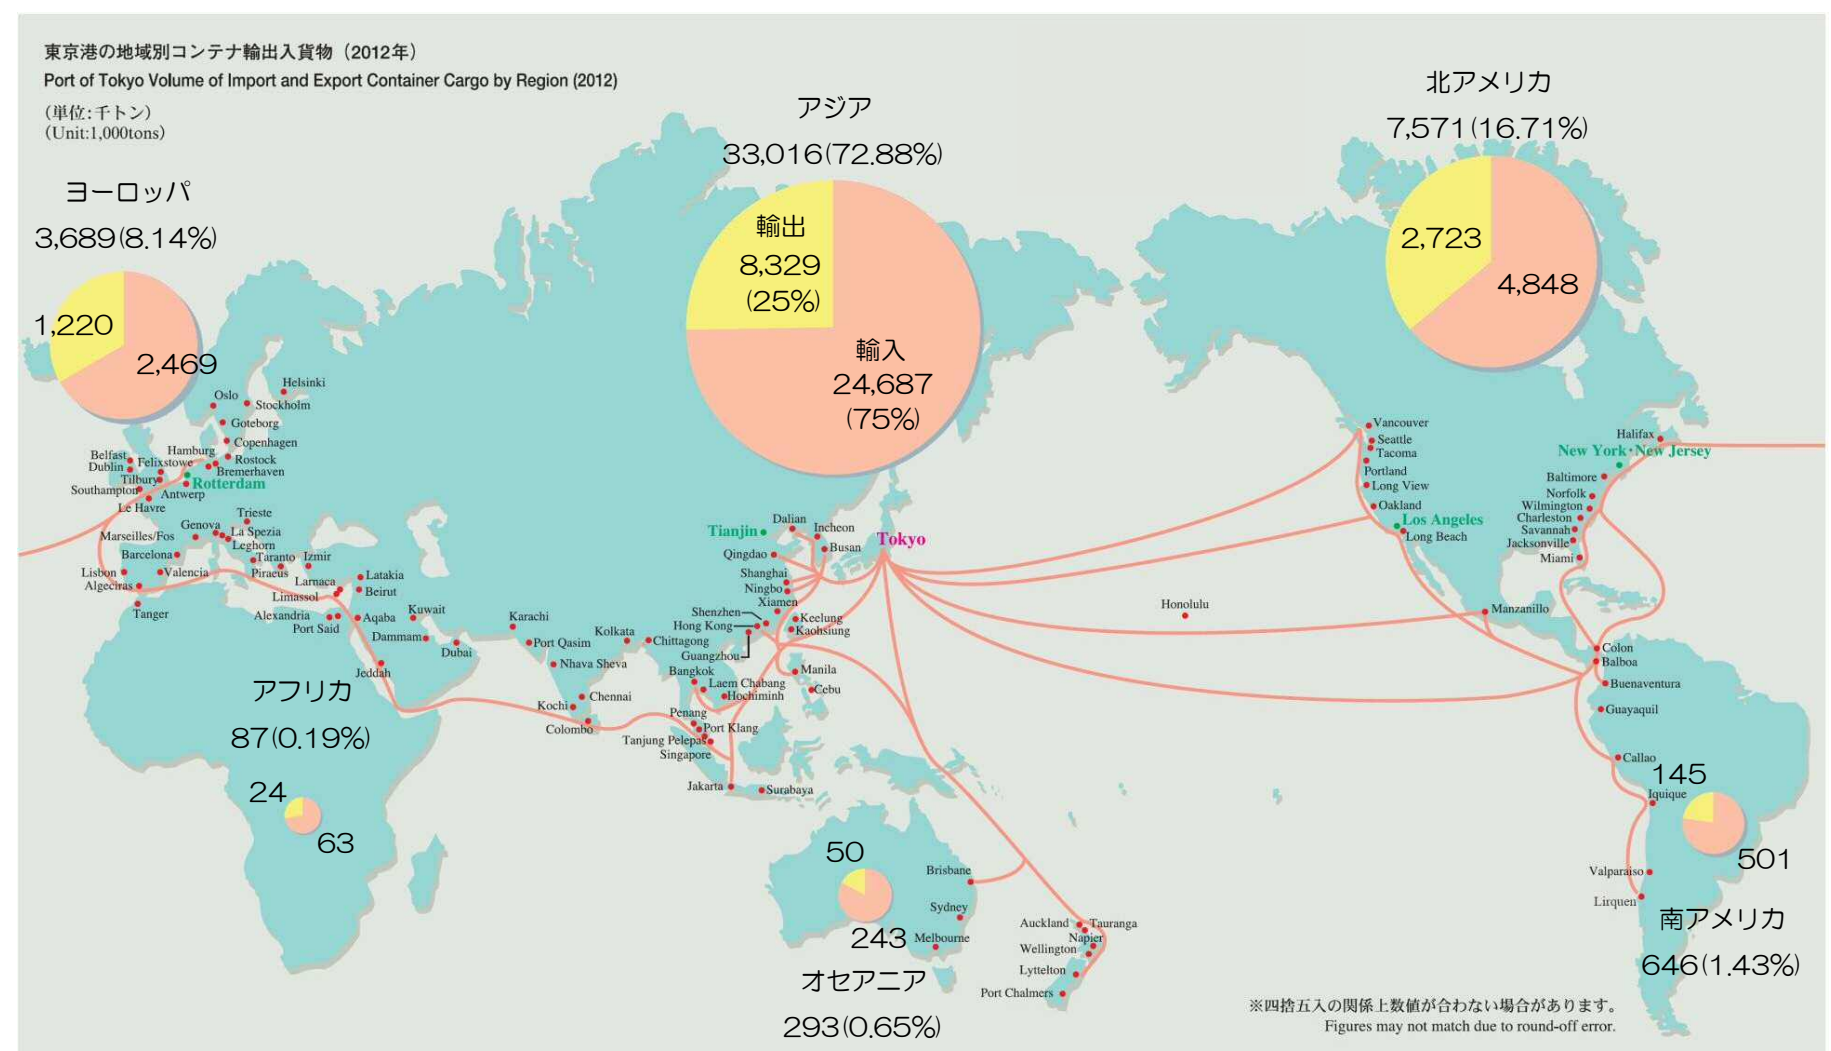 東京港の地域別コンテナ輸出入貨物（2012年）
Port of Tokyo Volume of Import and Export Container Cargo by Region (2012)
（単位：千トン）
(Unit:1,000tons)
ヨーロッパ
3,689(8.14%)
1,220
2,469
アジア
33,016(72.88%)
輸出
8,329
(25%)
輸入
24,687
(75%)
北アメリカ
7,571(16.71%)
2,723
4,848
Helsinki
Oslo
Stockholm
Goteborg
Copenhagen
Hamburg
Rostock
Bremerhaven
Belfast
Dublin
Felixstowe
Tilbury
Rotterdam
Southampton
Antwerp
Le Havre
Trieste
Genova
La Spezia
Marseilles/Fos
Leghorn
Barcelona
Taranto
Izmir
Lisbon
Valencia
Piraeus
Algeciras
Larnaca
Latakia
Limassol
Beirut
Tanger
Alexandria
Port Said
Aqaba
Kuwait
Dammam
Dubai
Jeddah
Karachi
Port Qasim
Kolkata
Chittagong
Nhava Sheva
Chennai
Kochi
Colombo
Tianjin
Dalian
Incheon
Busan
Tokyo
Qingdao
Shanghai
Ningbo
Xiamen
Shenzhen
Hong Kong
Keelung
Kaohsiung
Guangzhou
Bangkok
Manila
Laem Chabang
Hochiminh
Cebu
Penang
Port Klang
Tanjung Pelepas
Singapore
Jakarta
Surabaya
Honolulu
Vancouver
Seattle
Tacoma
Portland
Long View
Oakland
Los Angeles
Long Beach
Halifax
New York・New Jersey
Baltimore
Norfolk
Wilmington
Charleston
Savannah
Jacksonville
Miami
Manzanillo
Colon
Balboa
Buenaventura
Guayaquil
Callao
Iquique
Valparaiso
Lirquen
アフリカ
87(0.19%)
24
63
50
243
Brisbane
Sydney
Melbourne
オセアニア
293(0.65%)
Auckland
Tauranga
Napier
Wellington
Lyttelton
Port Chalmers
145
501
南アメリカ
646(1.43%)
※四捨五入の関係上数値が合わない場合があります。
Figures may not match due to round-off error.